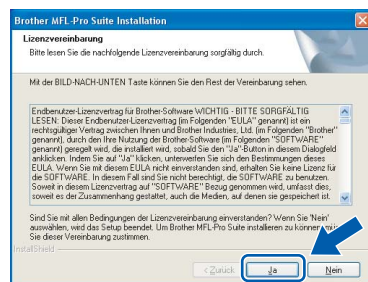 Brother MFL-Pro Suite Installation
Lizenzvereinbarung
Bitte lesen Sie die nachfolgende Lizenzvereinbarung sorgfältig durch.
Mit der BILD-NACH-UNTEN Taste können Sie den Rest der Vereinbarung sehen.
Endbenutzer-Lizenzvertrag für Brother-Software WICHTIG - BITTE SORGFÄLTIG
LESEN: Dieser Endbenutzer-Lizenzvertrag (im Folgenden "EULA" genannt) ist ein
rechtsgültiger Vertrag zwischen Ihnen und Brother Industries, Ltd. (im Folgenden "Brother"
genannt), durch den Ihre Nutzung der Brother-Software (im Folgenden "SOFTWARE"
genannt) geregelt wird, die installiert wird, sobald Sie den "Ja" Button in diesem Dialogfeld
anklicken. Indem Sie auf "Ja" klicken, unterwerfen Sie sich den Bestimmungen dieses
EULA. Wenn Sie mit diesem EULA nicht einverstanden sind, erhalten Sie keine Lizenz für
die SOFTWARE. In diesem Fall sind Sie nicht berechtigt, die SOFTWARE zu benutzen.
Soweit in diesem Lizenzvertrag auf "SOFTWARE" Bezug genommen wird, umfasst dies,
soweit es der Zusammenhang gestattet, auch die Medien, auf denen sie gespeichert ist.
Sind Sie mit allen Bedingungen der Lizenzvereinbarung einverstanden? Wenn Sie 'Nein'
auswählen, wird das Setup beendet. Um Brother MFL-Pro Suite installieren zu können,
Sie dieser Vereinbarung zustimmen.
InstallShield
< Zurück Ja Nein